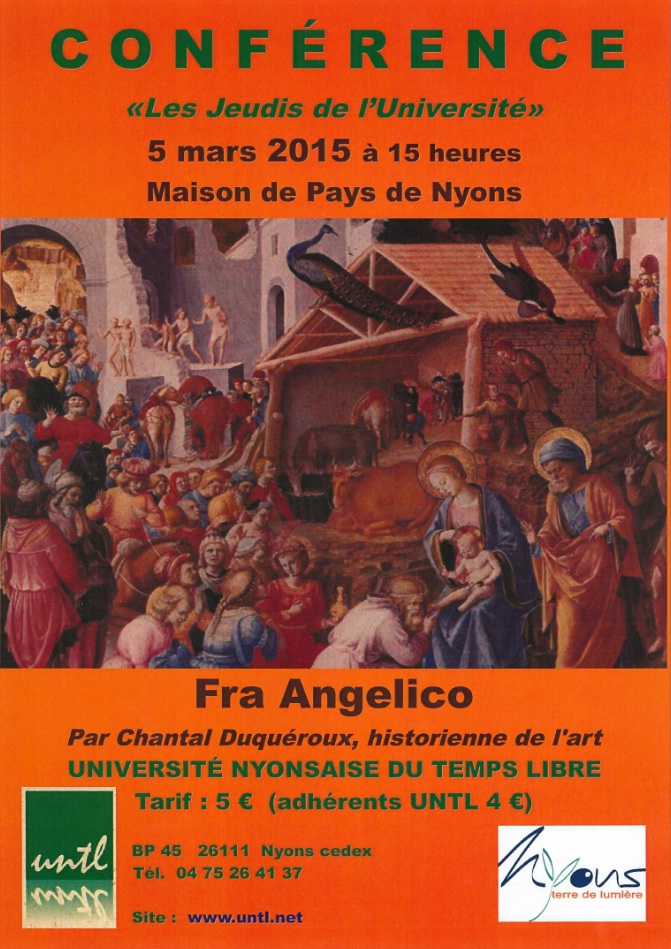 CONFÉRENCE
«Les Jeudis de l'Université»
5 mars 2015 à 15 heures
Maison de Pays de Nyons
Fra Angelico
Par Chantal Duquéroux, historienne de l'art
UNIVERSITÉ NYONSAISE DU TEMPS LIBRE
Tarif : 5 € (adhérents UNTL 4 €)
untl
untl
BP 45 26111 Nyons cedex
Tél. 04 75 26 41 37
Site : www.untl.net
Nyons
terre de lumière